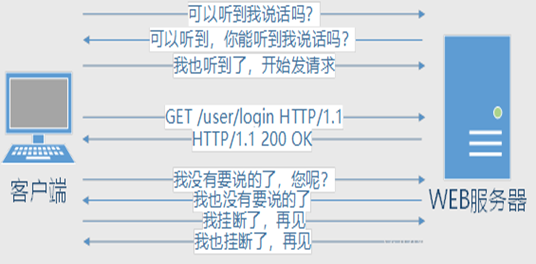 可以听到我说话吗?
可以听到，你能听到我说话吗?
我也听到了，开始发请求
GET /user/login HTTP/1.1
HTTP/1.1 200 OK
客户端
WEB服务器
我没有要说的了，您呢?
我也没有要说的了
我挂断了，再见
我也挂断了，再见